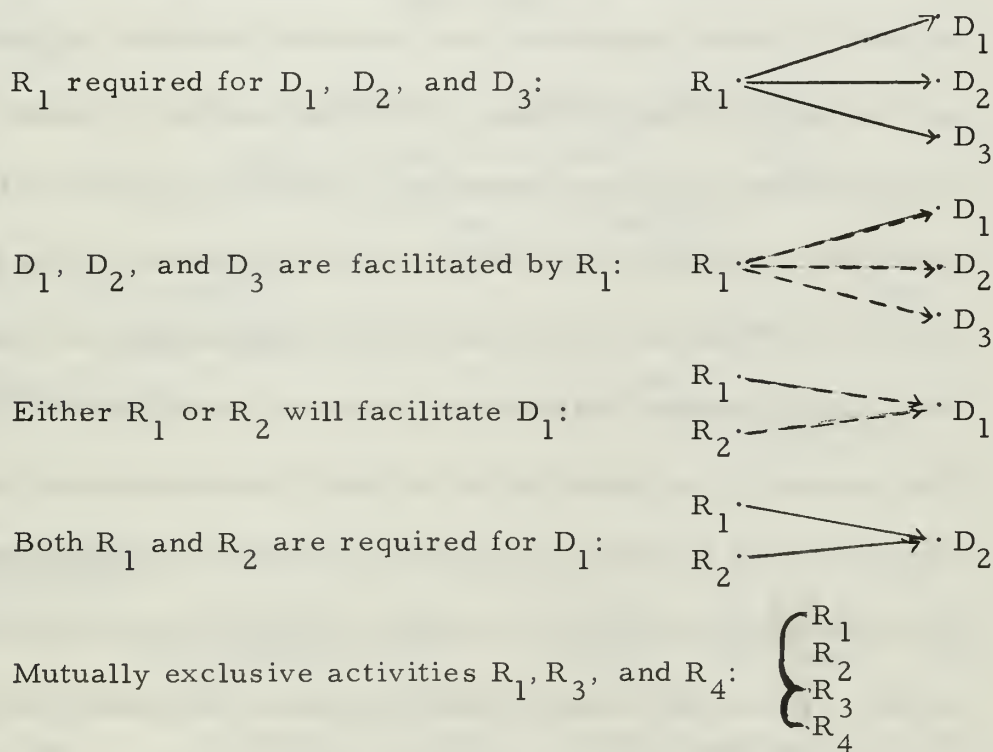 D₁
R₁ required for D₁, D₂, and D₃: R₁ D₂
D₃
D₁
D₁, D₂, and D₃ are facilitated by R₁: R₁ D₂
D₃
R₁
Either R₁ or R₂ will facilitate D₁: D₁
R₂
R₁
Both R₁ and R₂ are required for D₁: D₂
R₂
R₁
R₂
Mutually exclusive activities R₁, R₃, and R₄: R₃
R₄